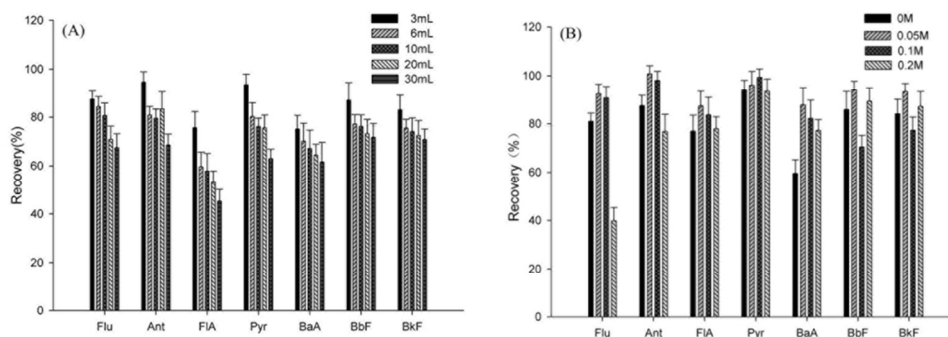 (A)
3mL
6mL
10mL
20mL
30mL
Recovery(%)
120
100
80
60
40
20
0
Flu Ant FlA Pyr BaA BbF BkF
(B)
0M
0.05M
0.1M
0.2M
Recovery (%)
120
100
80
60
40
20
0
Flu Ant FlA Pyr BaA BbF BkF